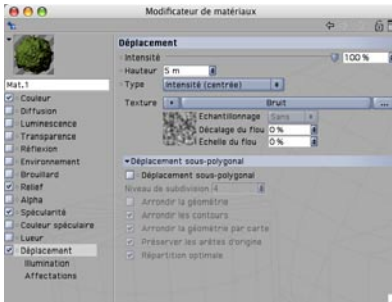 Modificateur de matériaux
Mat.1
Couleur
Diffusion
Luminescence
Transparence
Réflexion
Environnement
Brouillard
Relief
Alpha
Spécularité
Couleur spéculaire
Lueur
Déplacement
Illumination
Affectations
Déplacement
Intensité 100 %
Hauteur 5 m
Type Intensité (centrée)
Texture Bruit ...
Echantillonnage Sans
Décalage du flou 0 %
Echelle du flou 0 %
Déplacement sous-polygonal
Déplacement sous-polygonal
Niveau de subdivision 4
Arrondir la géométrie
Arrondir les contours
Arrondir la géométrie par carte
Préserver les arêtes d'origine
Répartition optimale